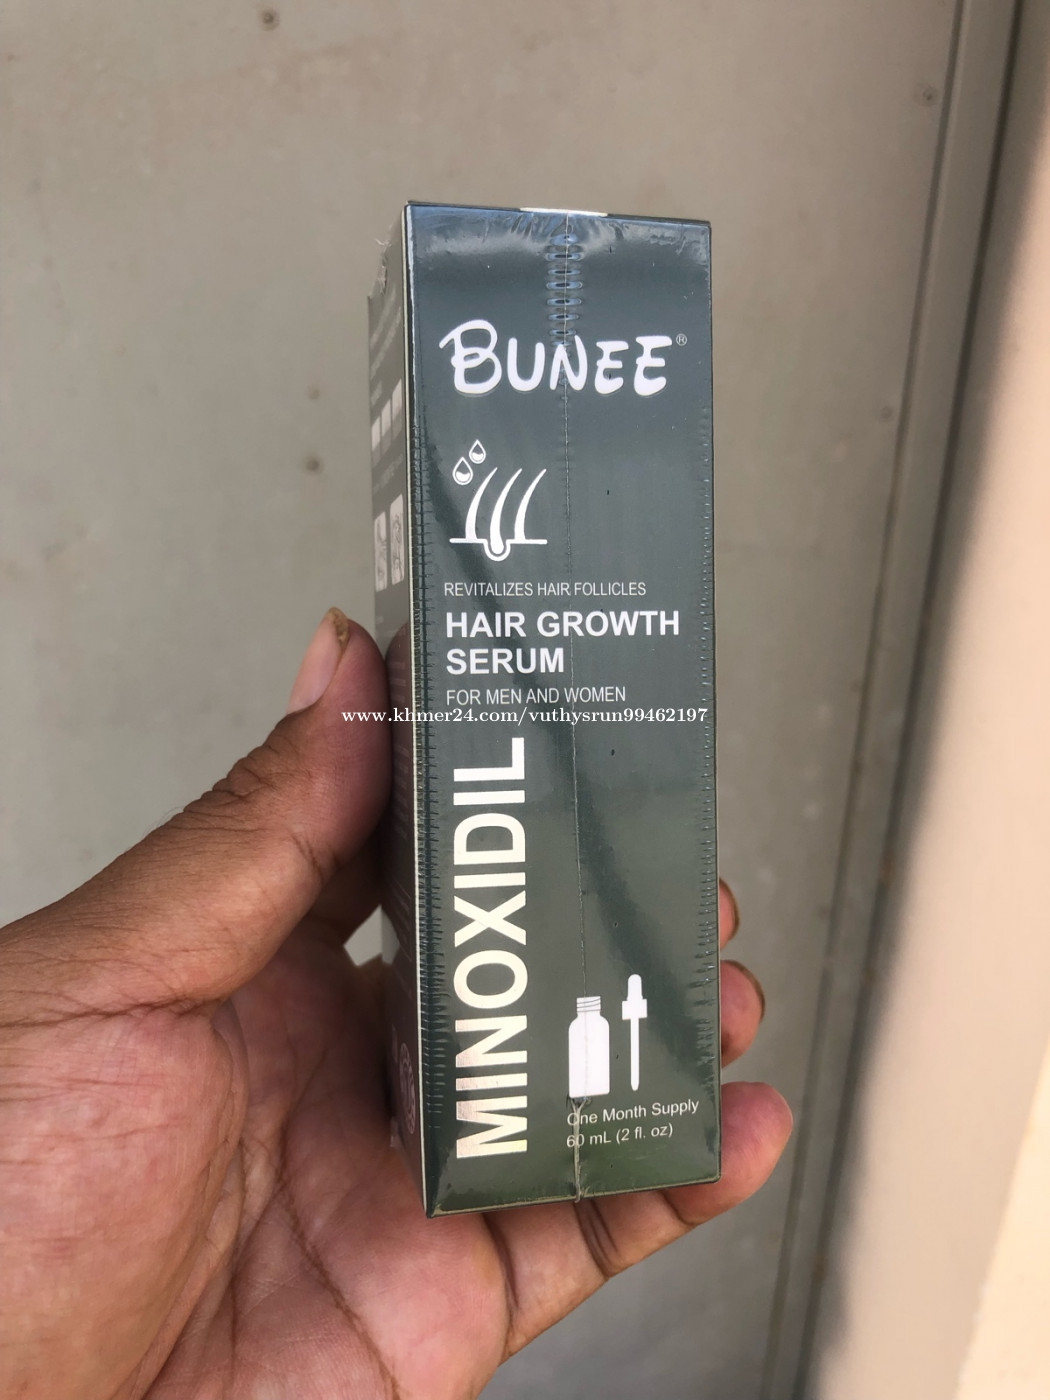 BUNEE®
REVITALIZES HAIR FOLLICLES
HAIR GROWTH
SERUM
FOR MEN AND WOMEN
www.khmer24.com/vuthysrun99462197
MINOXIDIL
One Month Supply
60 mL (2 fl. oz)